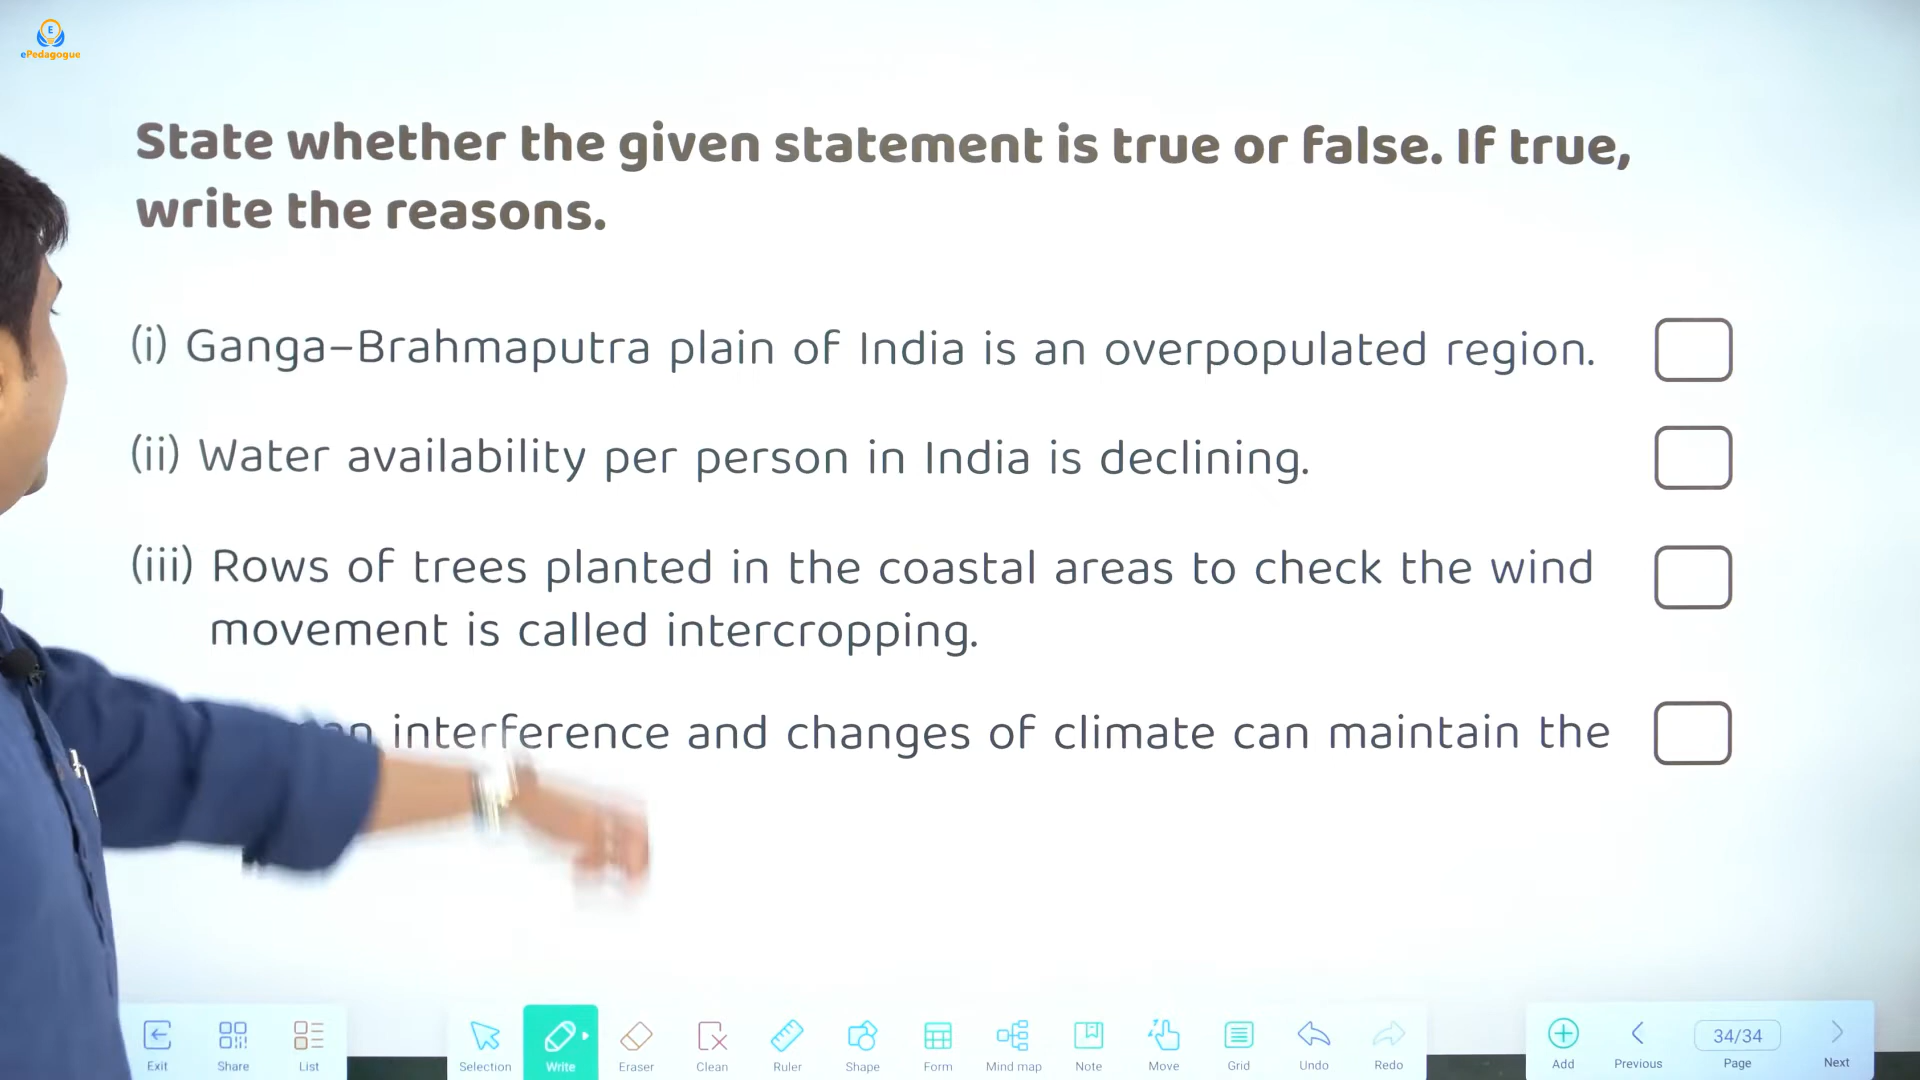 ePedagogue
State whether the given statement is true or false. If true,
write the reasons.
(i) Ganga–Brahmaputra plain of India is an overpopulated region.
(ii) Water availability per person in India is declining.
(iii) Rows of trees planted in the coastal areas to check the wind
movement is called intercropping.
interference and changes of climate can maintain the
Exit Share List Selection Write Eraser Clean Ruler Shape Form Mind map Note Move Grid Undo Redo Add Previous 34/34 Page Next